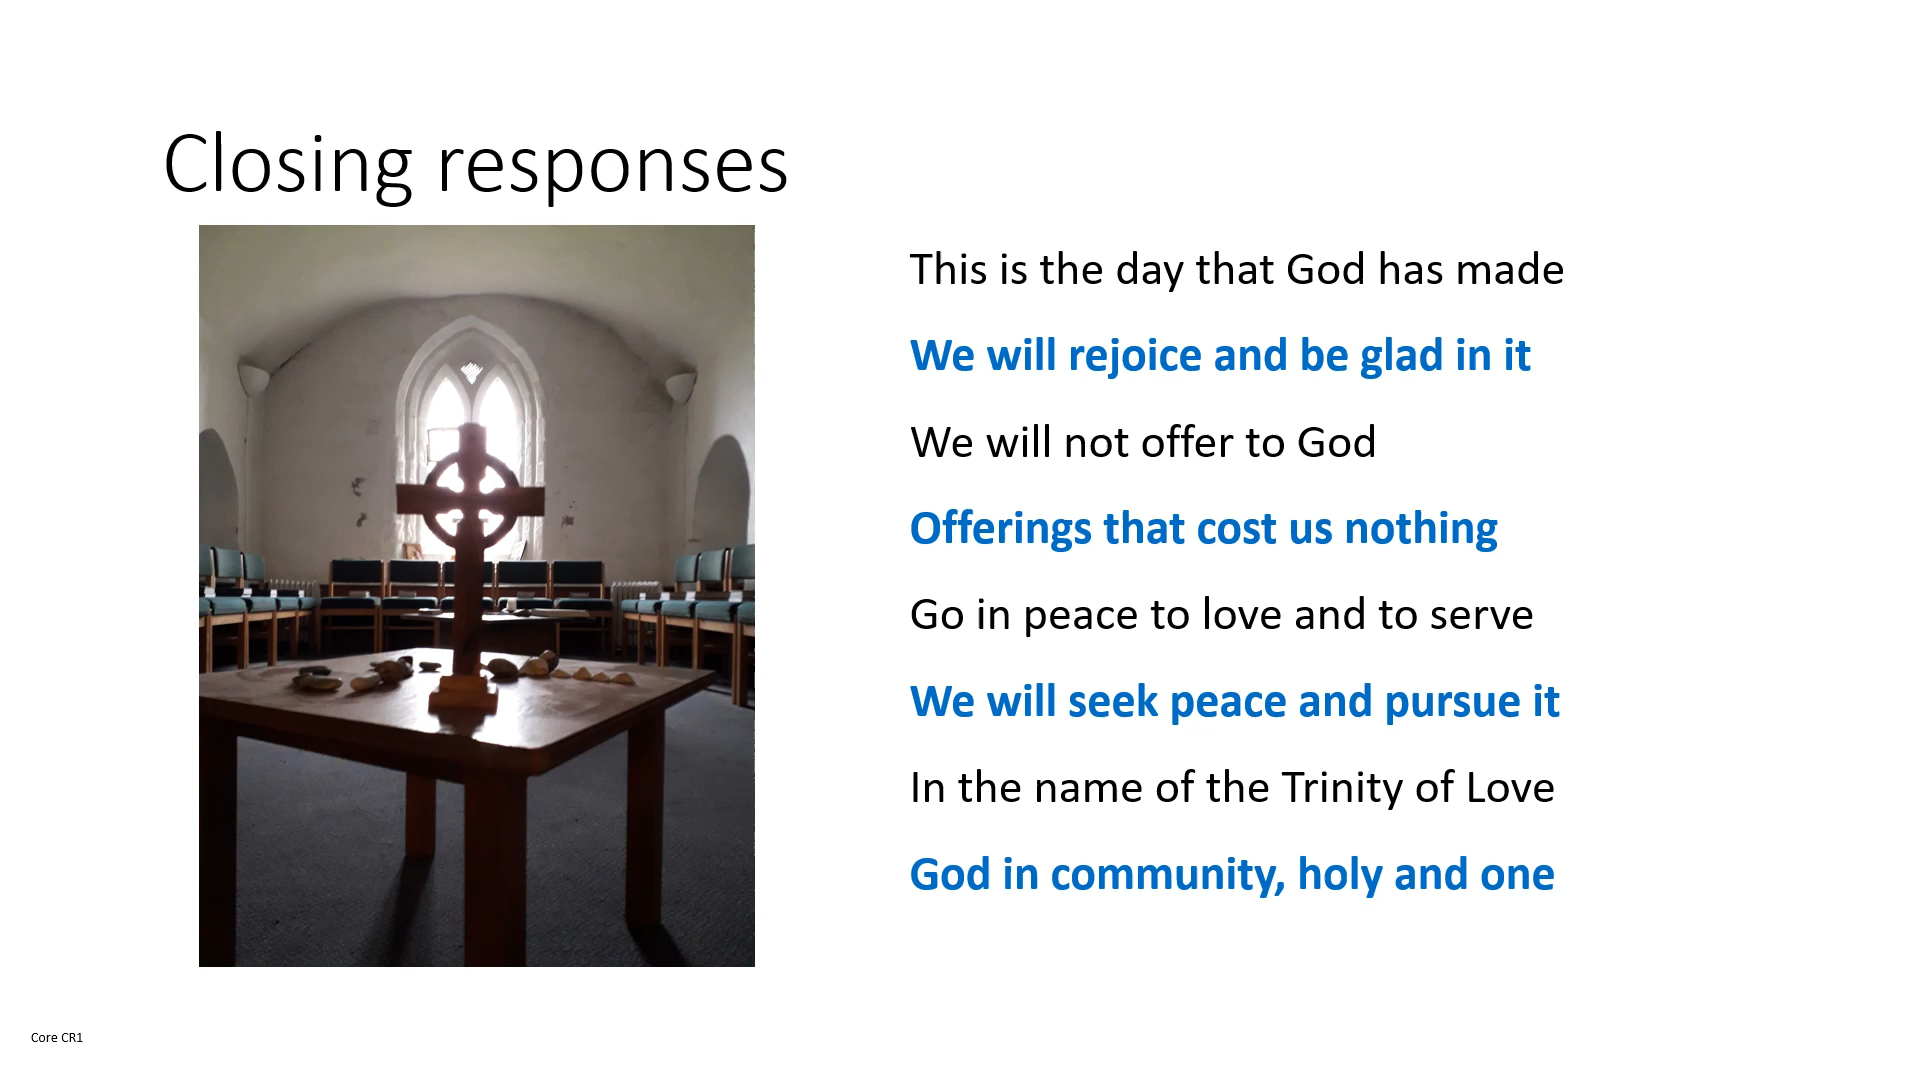 Closing responses
This is the day that God has made
We will rejoice and be glad in it
We will not offer to God
Offerings that cost us nothing
Go in peace to love and to serve
We will seek peace and pursue it
In the name of the Trinity of Love
God in community, holy and one
Core CR1